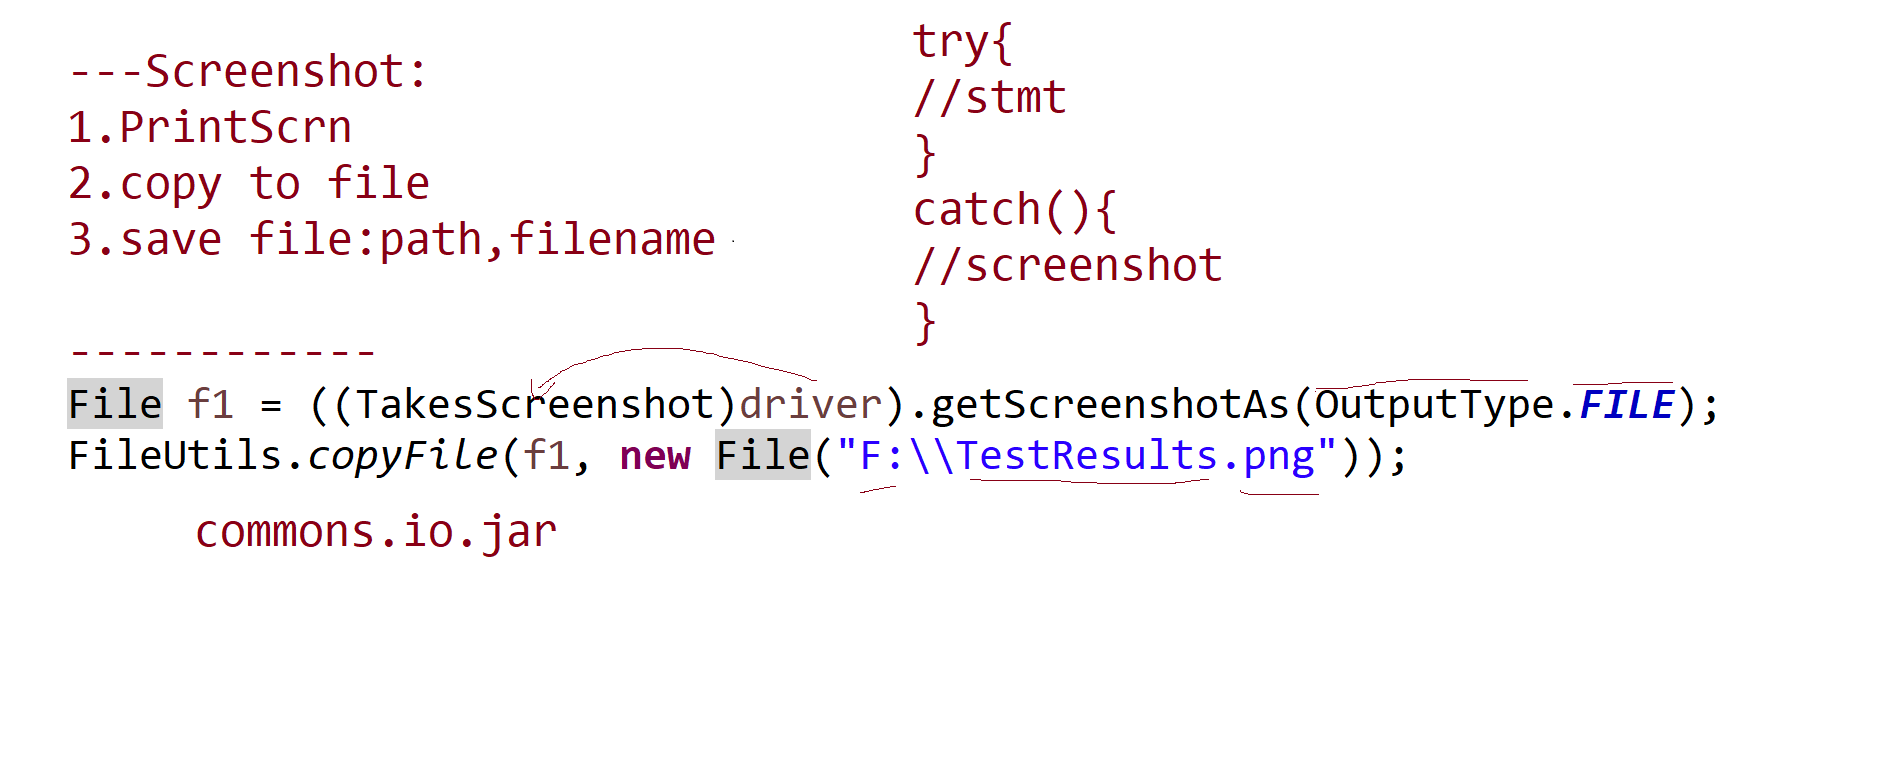 ---Screenshot:
1.PrintScrn
2.copy to file
3.save file:path,filename
try{
//stmt
}
catch(){
//screenshot
}
------------
File f1 = ((TakesScreenshot)driver).getScreenshotAs(OutputType.FILE);
FileUtils.copyFile(f1, new File("F:\\TestResults.png"));
commons.io.jar